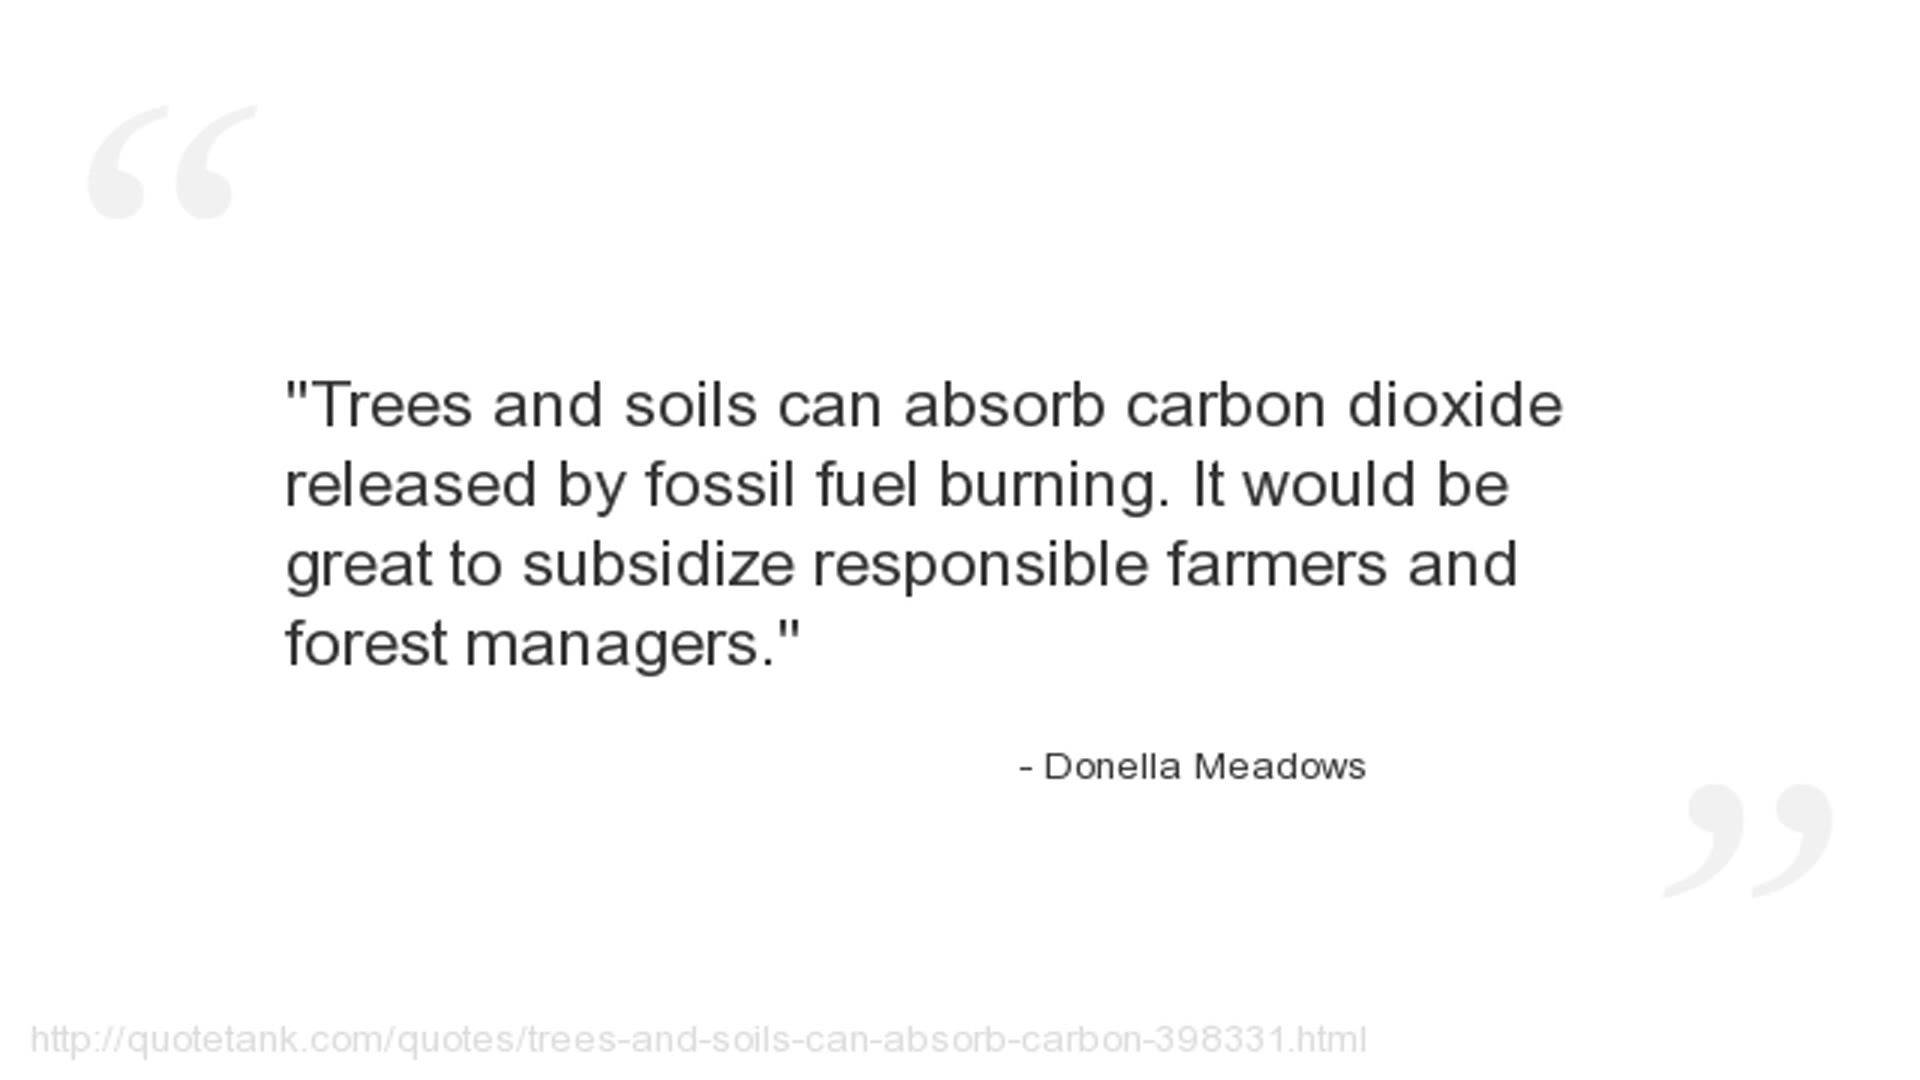 "Trees and soils can absorb carbon dioxide
released by fossil fuel burning. It would be
great to subsidize responsible farmers and
forest managers."
- Donella Meadows
http://quotetank.com/quotes/trees-and-soils-can-absorb-carbon-398331.html